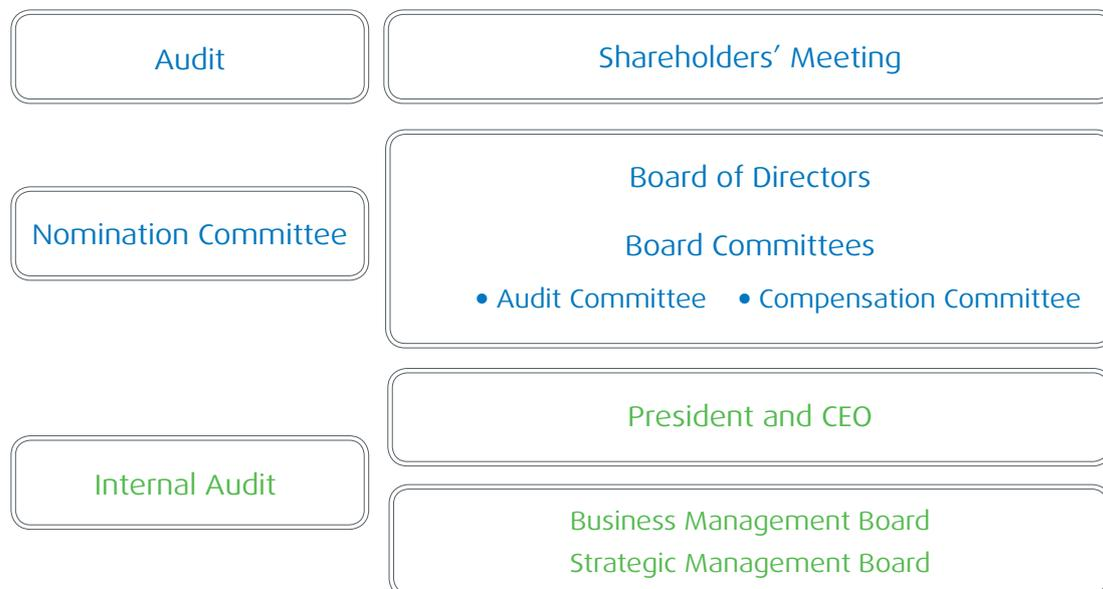 Audit
Shareholders’ Meeting
Nomination Committee
Board of Directors
Board Committees
• Audit Committee • Compensation Committee
President and CEO
Internal Audit
Business Management Board
Strategic Management Board